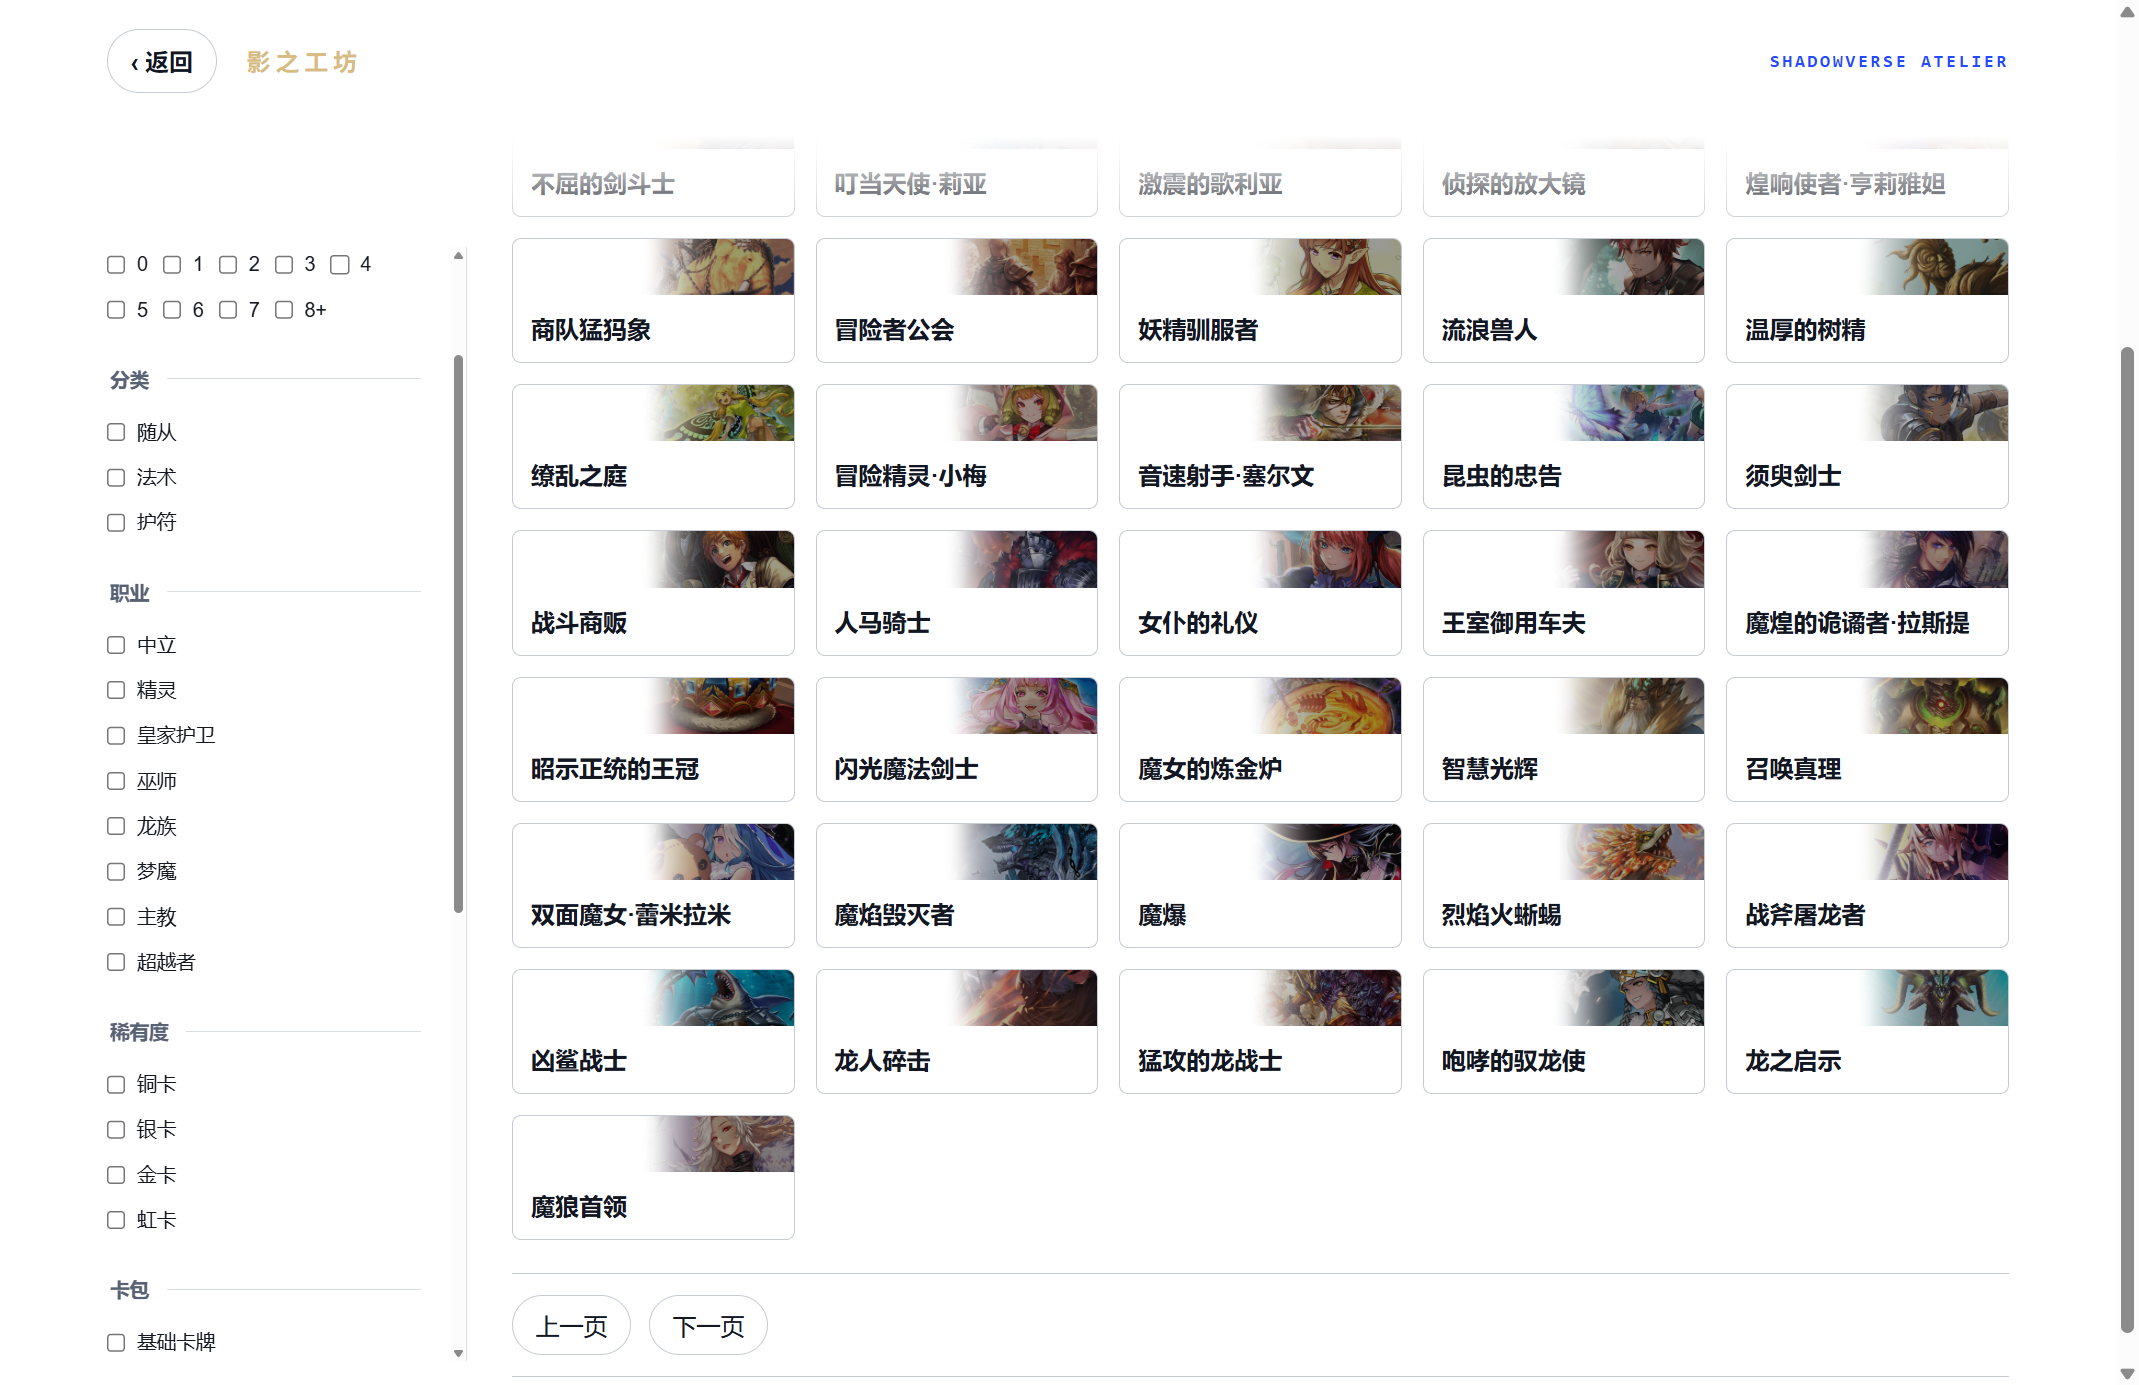 ‹ 返回
影之工坊
SHADOWVERSE ATELIER
0 1 2 3 4
5 6 7 8+
分类
随从
法术
护符
职业
中立
精灵
皇家护卫
巫师
龙族
梦魔
主教
超越者
稀有度
铜卡
银卡
金卡
虹卡
卡包
基础卡牌
不屈的剑斗士
叮当天使·莉亚
激震的歌利亚
侦探的放大镜
煌响使者·亨莉雅妲
商队猛犸象
冒险者公会
妖精驯服者
流浪兽人
温厚的树精
缭乱之庭
冒险精灵·小梅
音速射手·塞尔文
昆虫的忠告
须臾剑士
战斗商贩
人马骑士
女仆的礼仪
王室御用车夫
魔煌的诡谲者·拉斯提
昭示正统的王冠
闪光魔法剑士
魔女的炼金炉
智慧光辉
召唤真理
双面魔女·蕾米拉米
魔焰毁灭者
魔爆
烈焰火蜥蜴
战斧屠龙者
凶鲨战士
龙人碎击
猛攻的龙战士
咆哮的驭龙使
龙之启示
魔狼首领
上一页
下一页